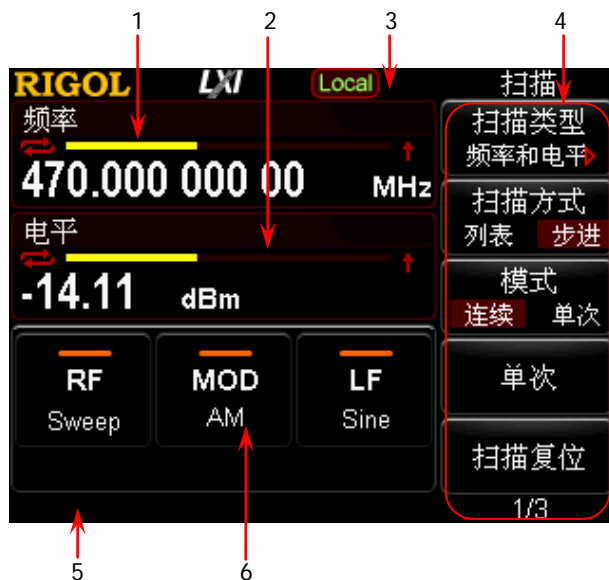 1 2 3 4
RIGOL LXI Local 扫描
频率
470.000 000 00 MHz
电平
-14.11 dBm
RF
Sweep
MOD
AM
LF
Sine
扫描类型
频率和电平
扫描方式
列表 步进
模式
连续 单次
单次
扫描复位
1/3
5 6